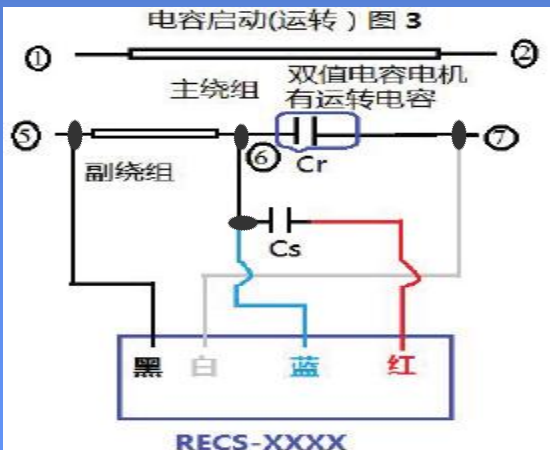 电容启动(运转）图 3
① ②
主绕组 双值电容电机
有运转电容
⑤ ⑥ Cr ⑦
副绕组
Cs
黑 白 蓝 红
RECS-XXXX